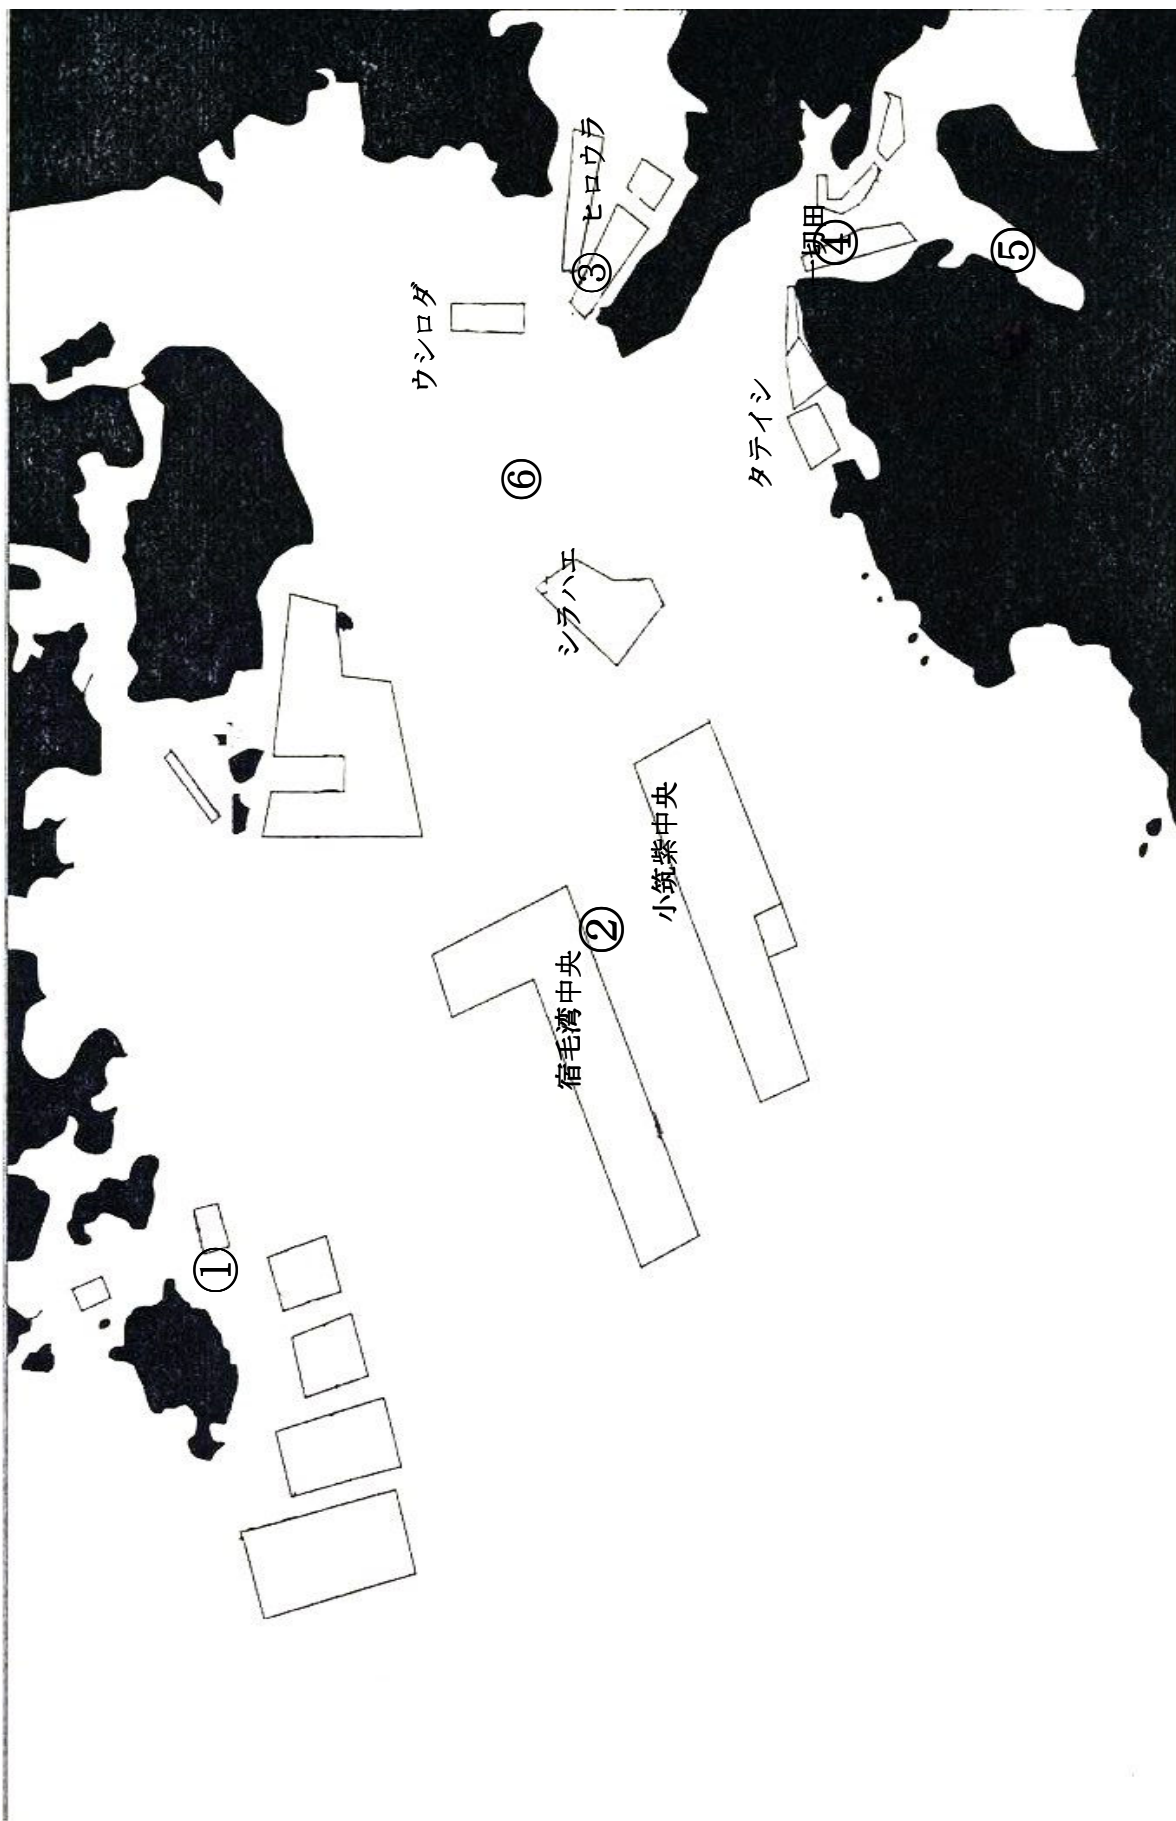 ①
宿毛湾中央
②
小筑紫中央
シラハエ
⑥
ウシロダ
ヒロウラ
③
タテイシ
一切田
④
⑤